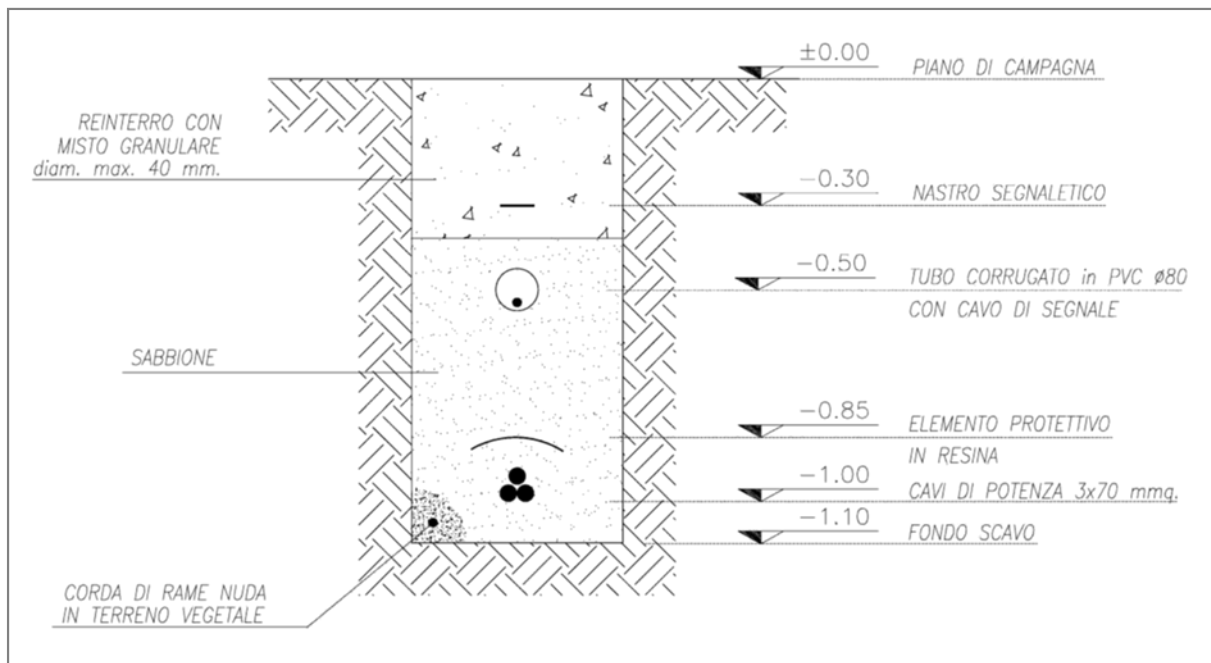 ±0.00
PIANO DI CAMPAGNA
REINTERRO CON
MISTO GRANULARE
diam. max. 40 mm.
-0.30
NASTRO SEGNALETICO
-0.50
TUBO CORRUGATO in PVC ø80
CON CAVO DI SEGNALE
SABBIONE
-0.85
ELEMENTO PROTETTIVO
IN RESINA
-1.00
CAVI DI POTENZA 3x70 mmq.
-1.10
FONDO SCAVO
CORDA DI RAME NUDA
IN TERRENO VEGETALE